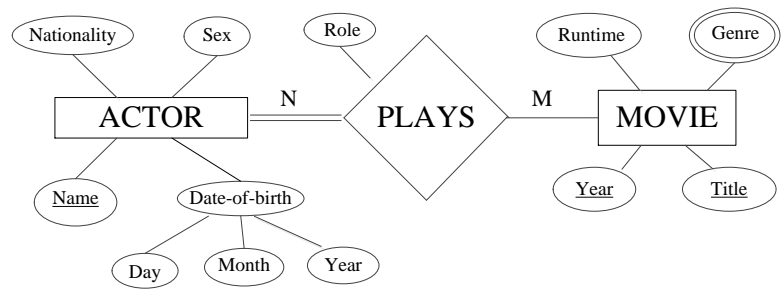 Nationality
Sex
Role
Runtime
Genre
ACTOR
N
PLAYS
M
MOVIE
Name
Date-of-birth
Year
Title
Day
Month
Year